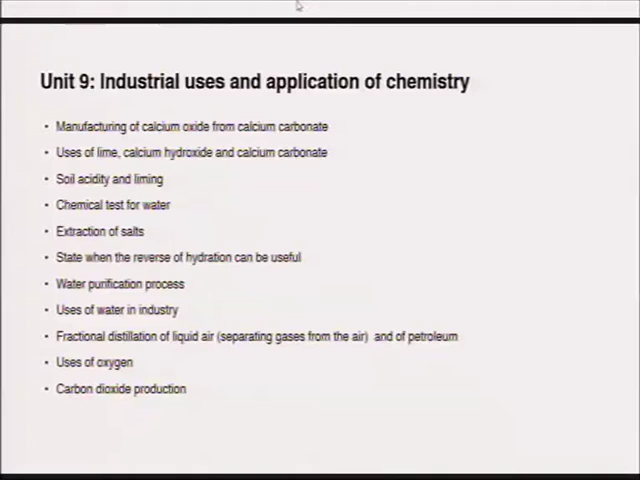 Unit 9: Industrial uses and application of chemistry
• Manufacturing of calcium oxide from calcium carbonate
• Uses of lime, calcium hydroxide and calcium carbonate
• Soil acidity and liming
• Chemical test for water
• Extraction of salts
• State when the reverse of hydration can be useful
• Water purification process
• Uses of water in industry
• Fractional distillation of liquid air (separating gases from the air) and of petroleum
• Uses of oxygen
• Carbon dioxide production